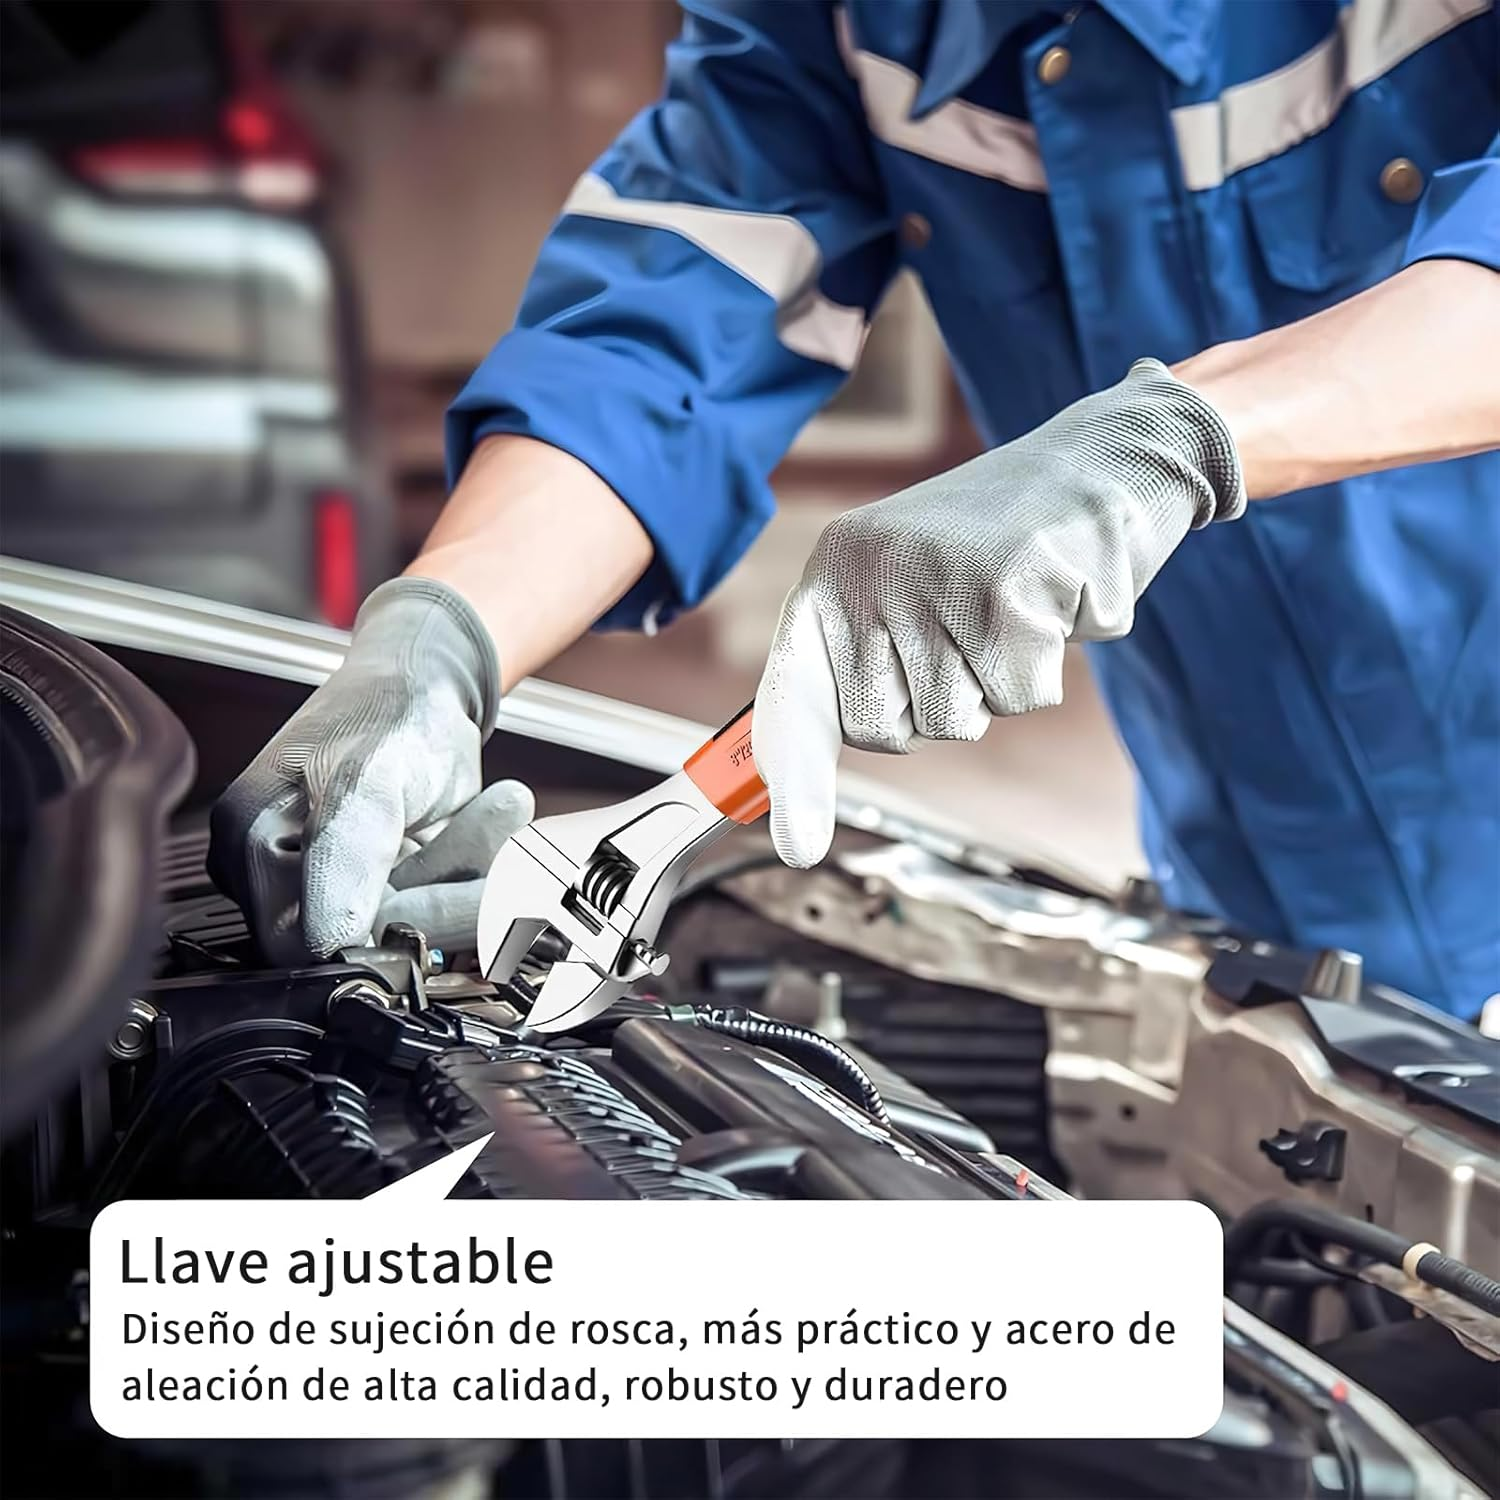 Llave ajustable
Diseño de sujeción de rosca, más práctico y acero de
aleación de alta calidad, robusto y duradero